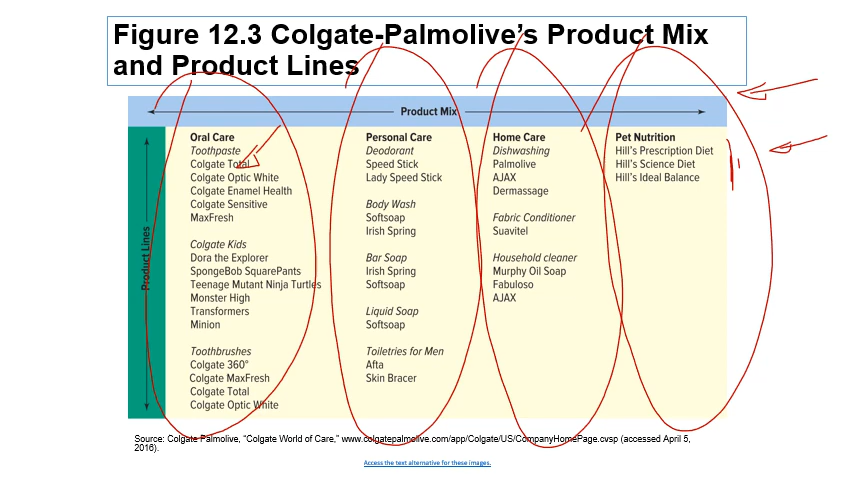 Figure 12.3 Colgate-Palmolive’s Product Mix
and Product Lines
Product Mix
Product Lines
Oral Care
Toothpaste
Colgate Total
Colgate Optic White
Colgate Enamel Health
Colgate Sensitive
MaxFresh
Colgate Kids
Dora the Explorer
SpongeBob SquarePants
Teenage Mutant Ninja Turtles
Monster High
Transformers
Minion
Toothbrushes
Colgate 360°
Colgate MaxFresh
Colgate Total
Colgate Optic White
Personal Care
Deodorant
Speed Stick
Lady Speed Stick
Body Wash
Softsoap
Irish Spring
Bar Soap
Irish Spring
Softsoap
Liquid Soap
Softsoap
Toiletries for Men
Afta
Skin Bracer
Home Care
Dishwashing
Palmolive
AJAX
Dermassage
Fabric Conditioner
Suavitel
Household cleaner
Murphy Oil Soap
Fabuloso
AJAX
Pet Nutrition
Hill’s Prescription Diet
Hill’s Science Diet
Hill’s Ideal Balance
Source: Colgate Palmolive, “Colgate World of Care,” www.colgatepalmolive.com/app/Colgate/US/CompanyHomePage.cvsp (accessed April 5,
2016).
Access the text alternative for these images.